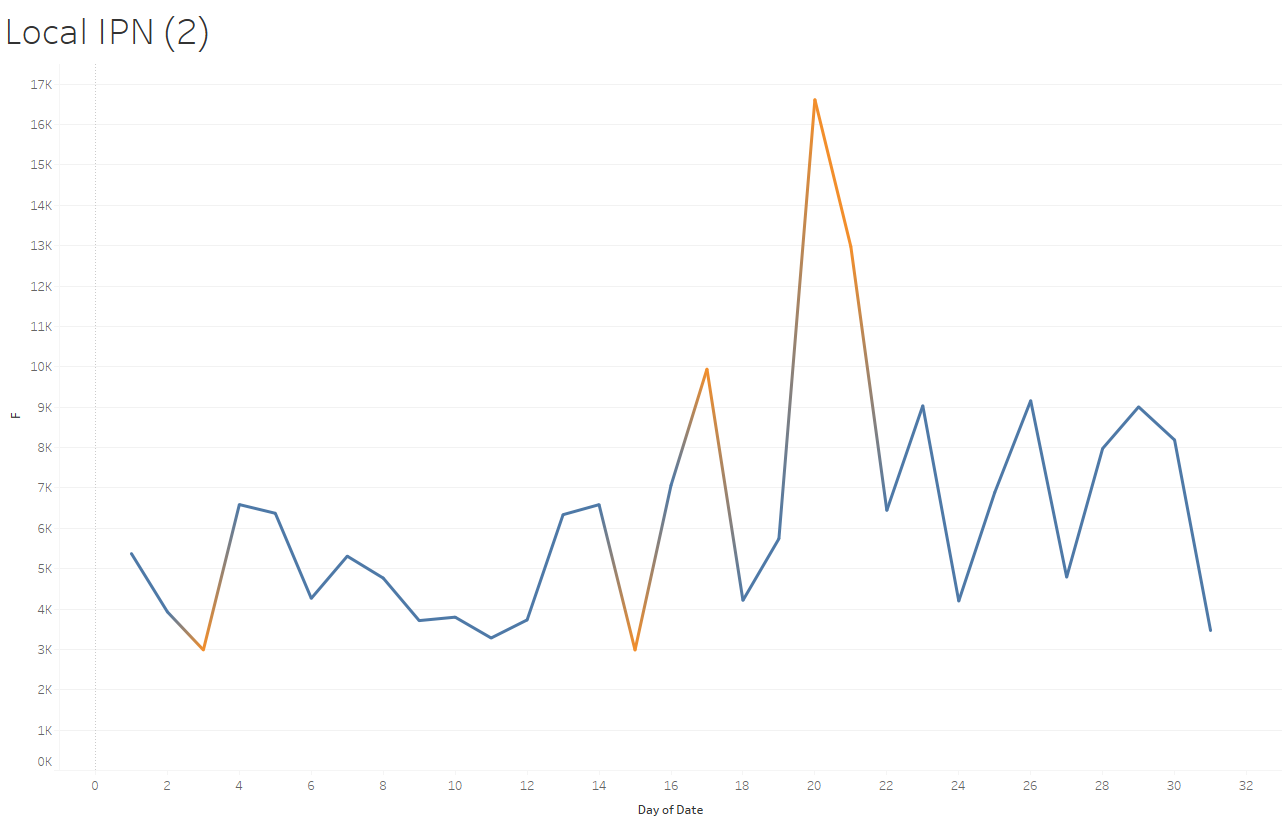 Local IPN (2)
17K
16K
15K
14K
13K
12K
11K
10K
9K
8K
7K
6K
5K
4K
3K
2K
1K
0K
F
0 2 4 6 8 10 12 14 16 18 20 22 24 26 28 30 32
Day of Date